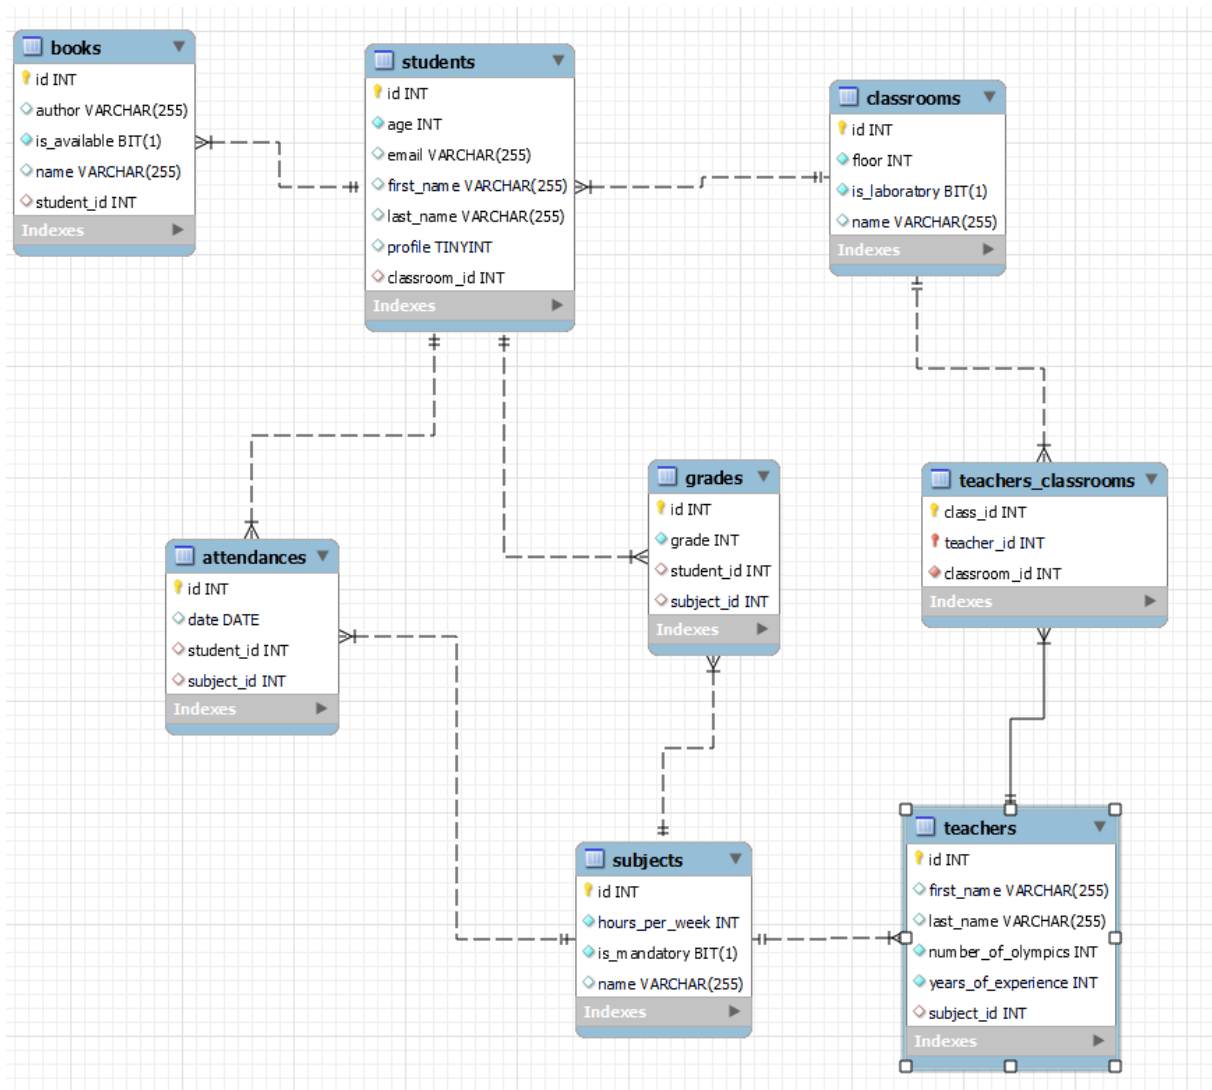 books
id INT
author VARCHAR(255)
is_available BIT(1)
name VARCHAR(255)
student_id INT
Indexes
students
id INT
age INT
email VARCHAR(255)
first_name VARCHAR(255)
last_name VARCHAR(255)
profile TINYINT
classroom_id INT
Indexes
classrooms
id INT
floor INT
is_laboratory BIT(1)
name VARCHAR(255)
Indexes
attendances
id INT
date DATE
student_id INT
subject_id INT
Indexes
grades
id INT
grade INT
student_id INT
subject_id INT
Indexes
teachers_classrooms
class_id INT
teacher_id INT
classroom_id INT
Indexes
subjects
id INT
hours_per_week INT
is_mandatory BIT(1)
name VARCHAR(255)
Indexes
teachers
id INT
first_name VARCHAR(255)
last_name VARCHAR(255)
number_of_olympics INT
years_of_experience INT
subject_id INT
Indexes